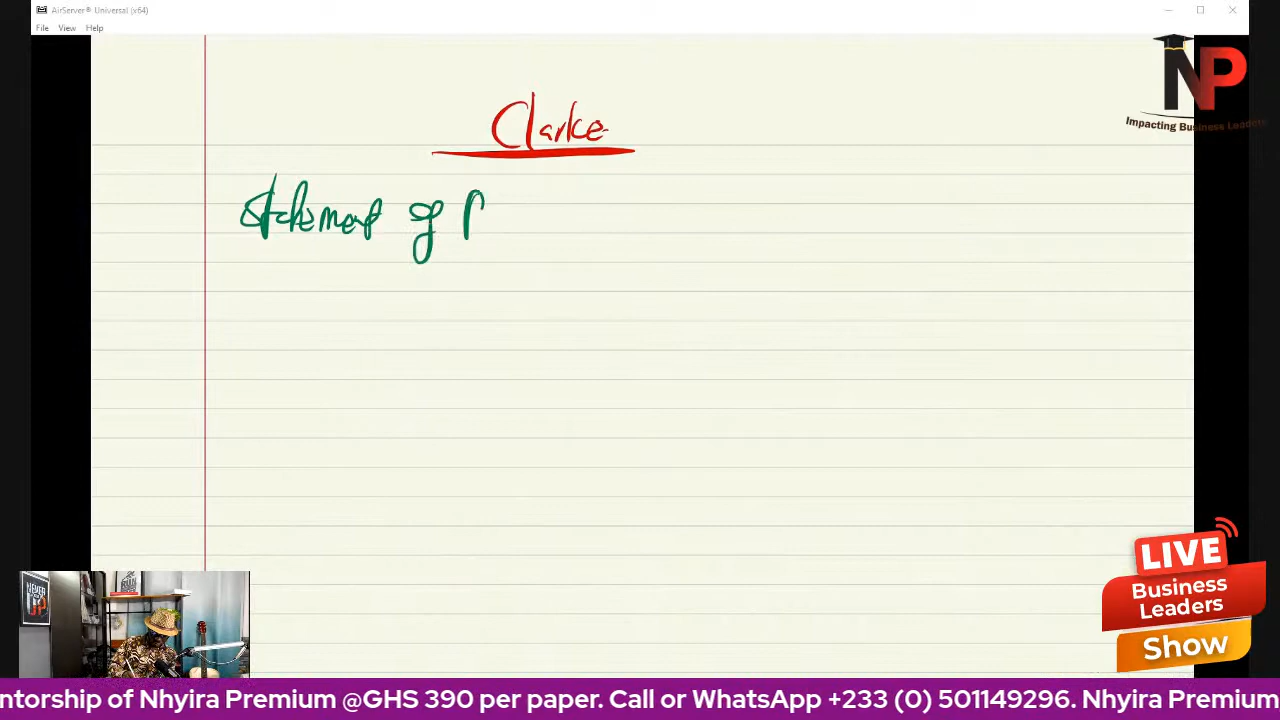 AirServer® Universal (x64)
File View Help
NP
Impacting Business Leaders
Clarke
Statement of P
LIVE
Business
Leaders
Show
ntorship of Nhyira Premium @GHS 390 per paper. Call or WhatsApp +233 (0) 501149296. Nhyira Premium